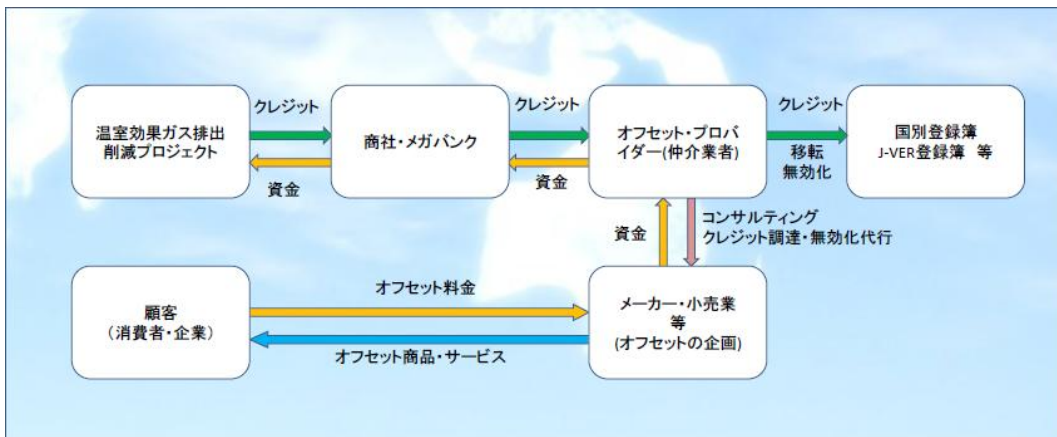 クレジット
クレジット
クレジット
温室効果ガス排出
削減プロジェクト
商社・メガバンク
オフセット・プロバ
イダー(仲介業者)
国別登録簿
J-VER登録簿 等
資金
資金
移転
無効化
資金
コンサルティング
クレジット調達・無効化代行
オフセット料金
顧客
（消費者・企業）
メーカー・小売業
等
(オフセットの企画)
オフセット商品・サービス